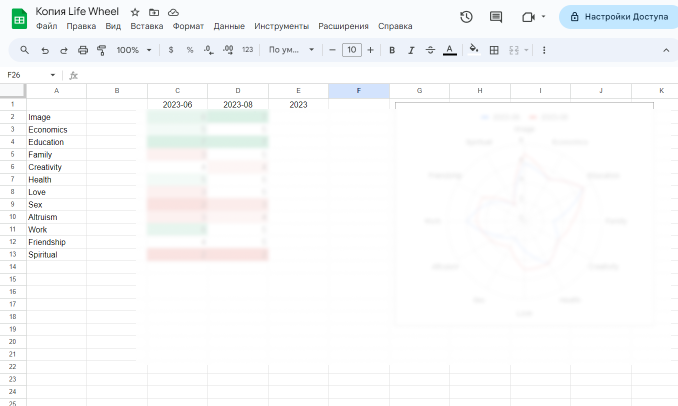 Копия Life Wheel
Файл Правка Вид Вставка Формат Данные Инструменты Расширения Справка
Настройки Доступа
100% $ % .0 .00 123 По ум... − 10 + B I A
F26 fx
A B C D E F G H I J K
1 2023-06 2023-08 2023
2 Image
3 Economics
4 Education
5 Family
6 Creativity
7 Health
8 Love
9 Sex
10 Altruism
11 Work
12 Friendship
13 Spiritual
14
15
16
17
18
19
20
21
22
23
24
25